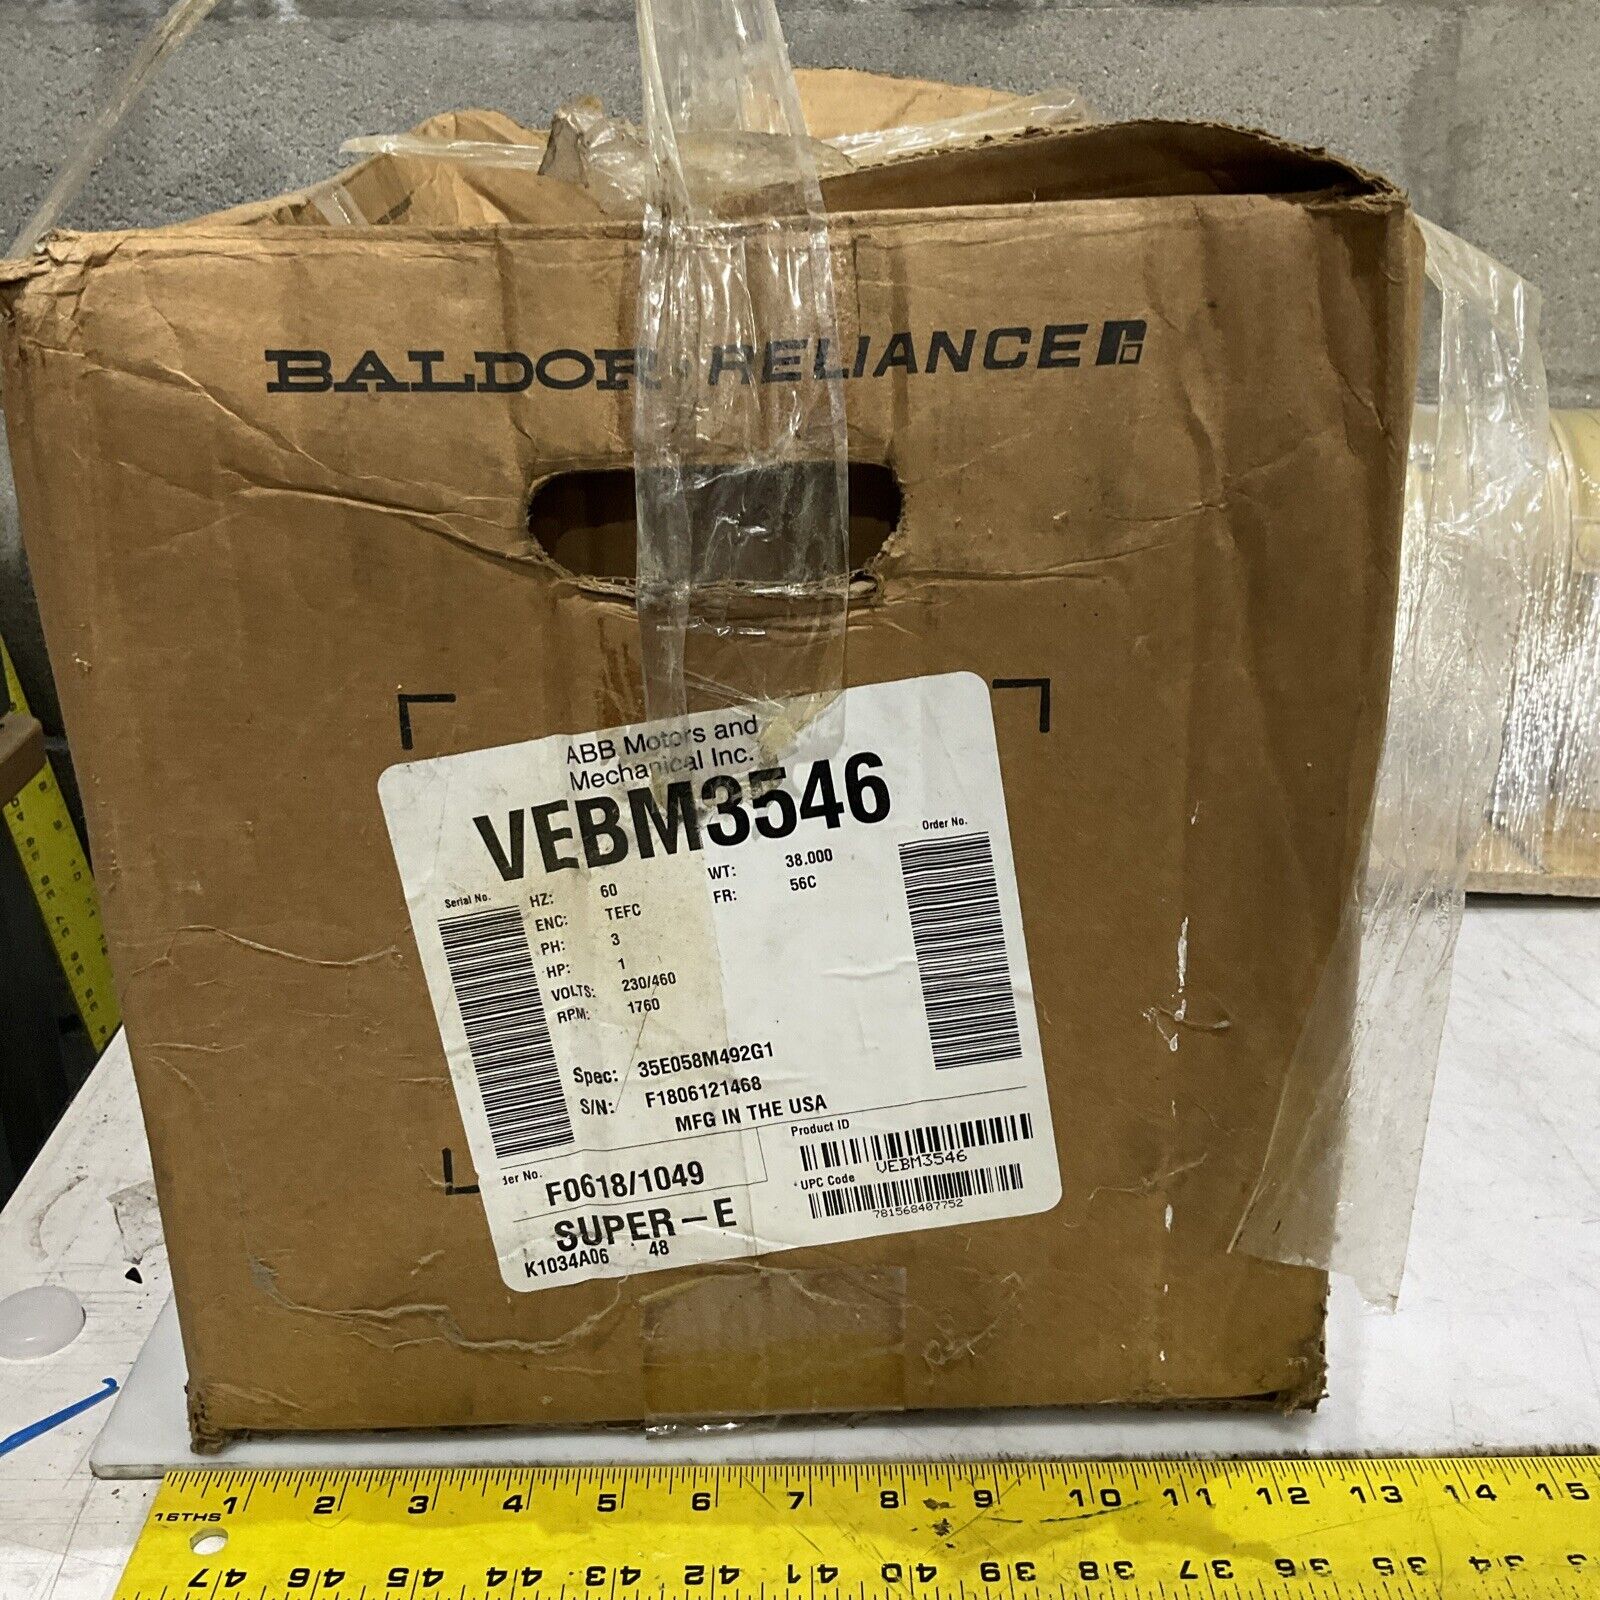 BALDOR · RELIANCE
ABB Motors and
Mechanical Inc.
VEBM3546
Serial No.
HZ: 60
ENC: TEFC
PH: 3
HP: 1
VOLTS: 230/460
RPM: 1760
WT: 38.000
FR: 56C
Order No.
Spec: 35E058M492G1
S/N: F1806121468
MFG IN THE USA
der No.
F0618/1049
Product ID
VEBM3546
UPC Code
781568407752
SUPER-E
K1034A06 48
1 2 3 4 5 6 7 8 9 10 11 12 13 14 15
16THS
47 46 45 44 43 42 41 40 39 38 37 36 35 34 3